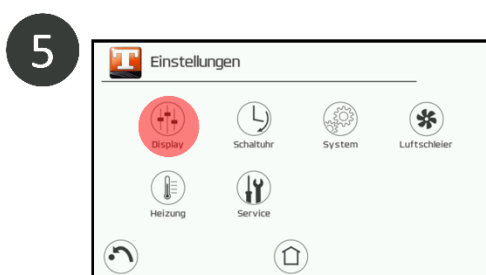 5
T Einstellungen
Display Schaltuhr System Luftschleier
Heizung Service